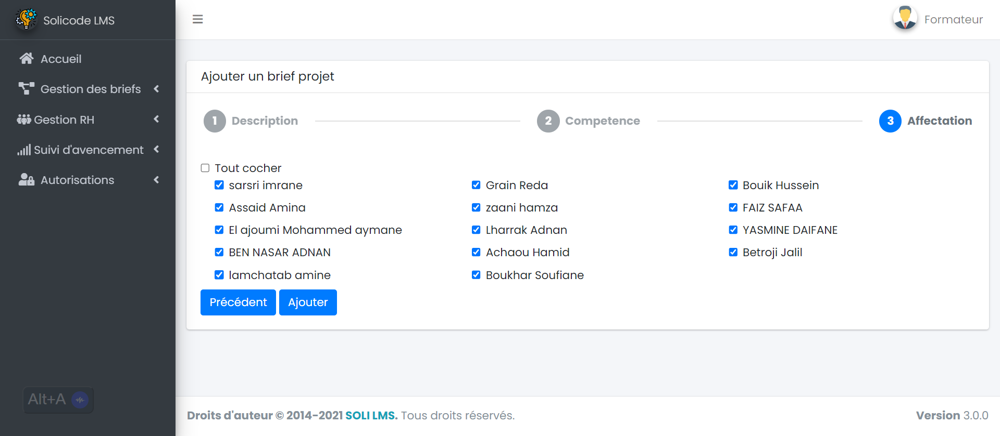 Solicode LMS
Formateur
Accueil
Gestion des briefs
Gestion RH
Suivi d'avencement
Autorisations
Alt+A
Ajouter un brief projet
1 Description
2 Competence
3 Affectation
Tout cocher
sarsri imrane Grain Reda Bouik Hussein
Assaid Amina zaani hamza FAIZ SAFAA
El ajoumi Mohammed aymane Lharrak Adnan YASMINE DAIFANE
BEN NASAR ADNAN Achaou Hamid Betroji Jalil
lamchatab amine Boukhar Soufiane
Précédent Ajouter
Droits d'auteur © 2014-2021 SOLI LMS. Tous droits réservés.
Version 3.0.0